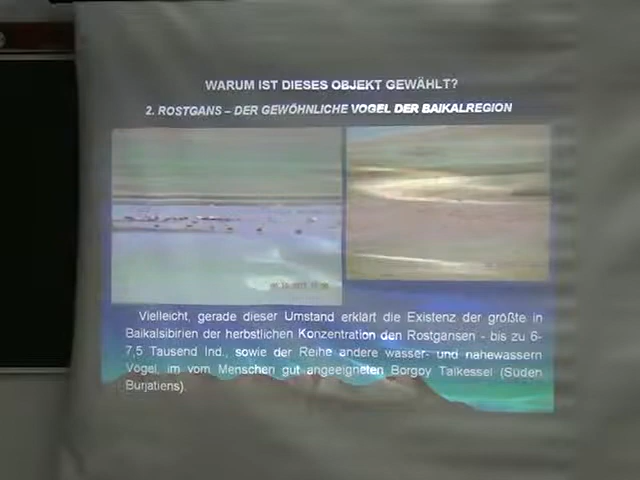 WARUM IST DIESES OBJEKT GEWÄHLT?
2. ROSTGANS – DER GEWÖHNLICHE VOGEL DER BAIKALREGION
Vielleicht, gerade dieser Umstand erklärt die Existenz der größte in
Baikalsibirien der herbstlichen Konzentration den Rostgansen - bis zu 6-
7,5 Tausend Ind., sowie der Reihe andere wasser- und nahewassern
Vögel, im vom Menschen gut angeeigneten Borgoy Talkessel (Süden
Burjatiens).